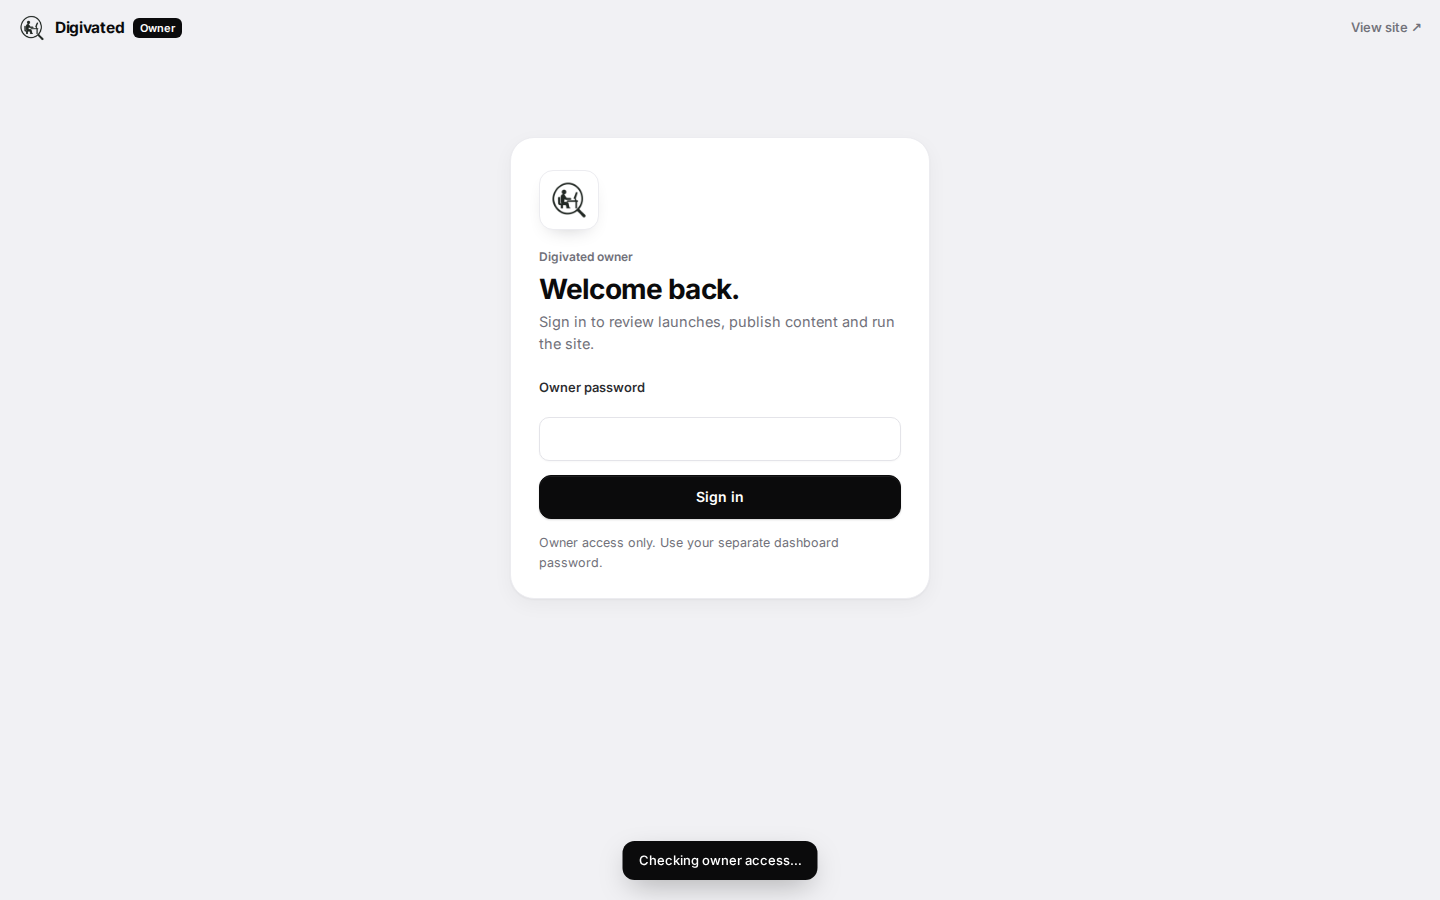 Digivated Owner
View site ↗
Digivated owner
Welcome back.
Sign in to review launches, publish content and run
the site.
Owner password
Sign in
Owner access only. Use your separate dashboard
password.
Checking owner access...